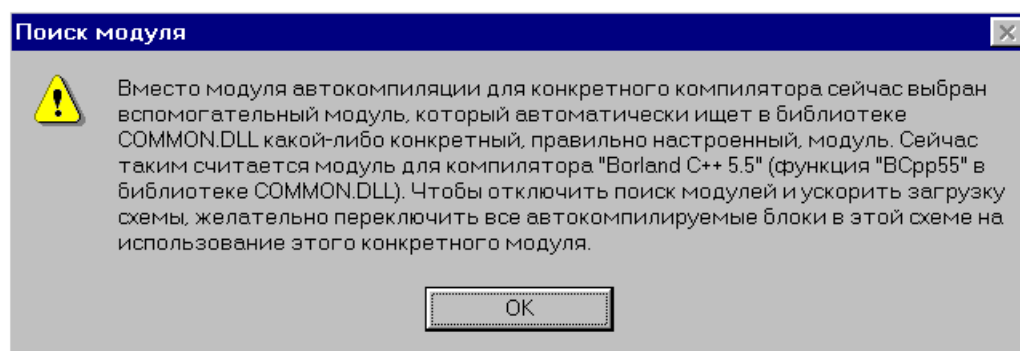 Поиск модуля
Вместо модуля автокомпиляции для конкретного компилятора сейчас выбран
вспомогательный модуль, который автоматически ищет в библиотеке
COMMON.DLL какой-либо конкретный, правильно настроенный, модуль. Сейчас
таким считается модуль для компилятора "Borland C++ 5.5" (функция "BCpp55" в
библиотеке COMMON.DLL). Чтобы отключить поиск модулей и ускорить загрузку
схемы, желательно переключить все автокомпилируемые блоки в этой схеме на
использование этого конкретного модуля.
OK